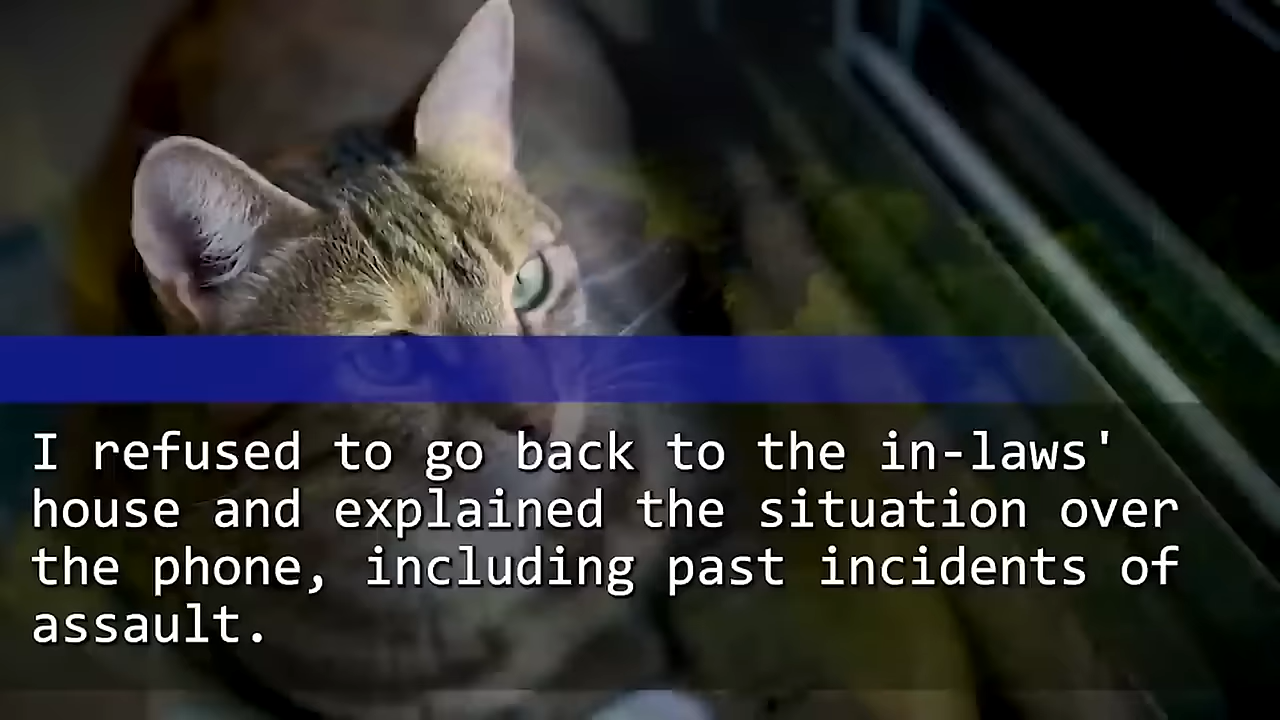 I refused to go back to the in-laws'
house and explained the situation over
the phone, including past incidents of
assault.